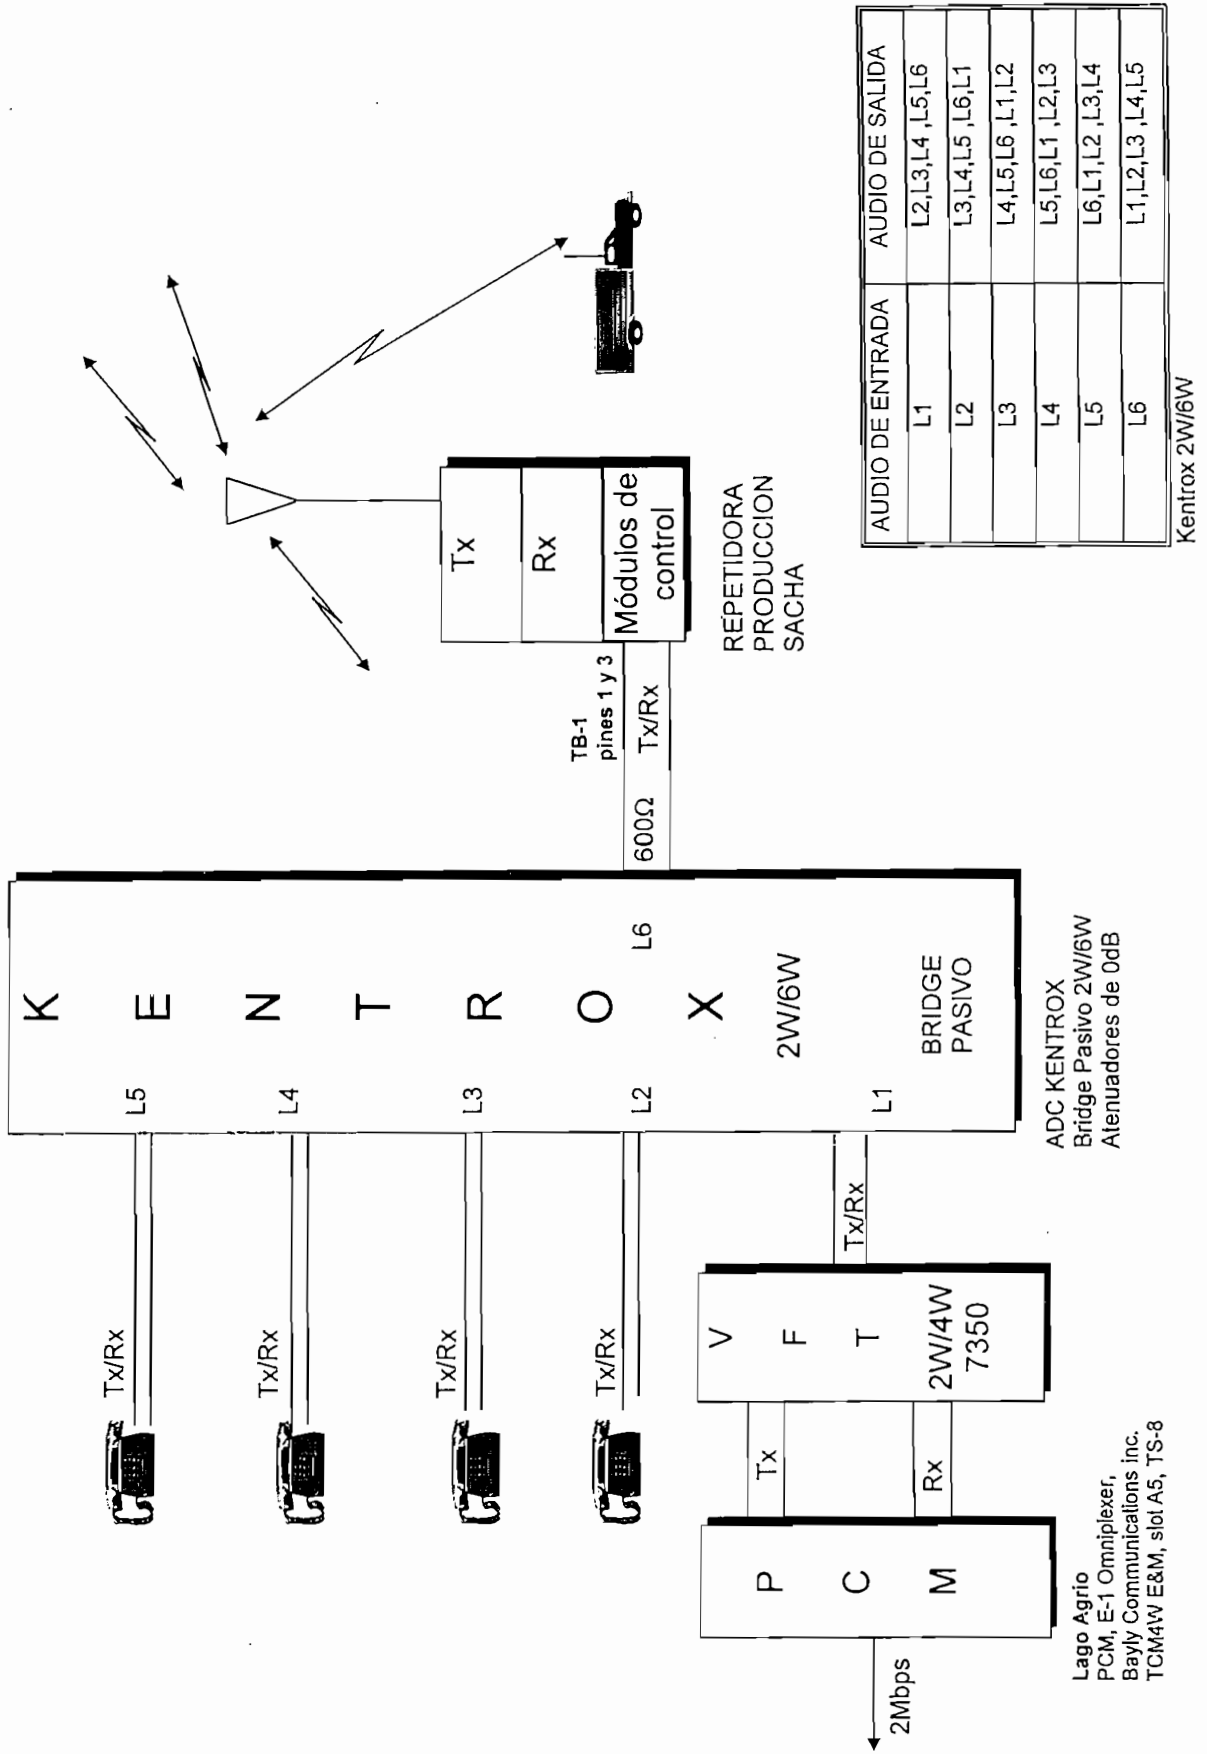 K E N T R O X
L5
L4
L3
L2
L1
L6
2W/6W
BRIDGE
PASIVO
Tx/Rx
Tx/Rx
Tx/Rx
Tx/Rx
Tx/Rx
V F T
2W/4W
7350
Tx
Rx
P C M
2Mbps
Lago Agrio
PCM, E-1 Omniplexer,
Bayly Communications inc.
TCM4W E&M, slot A5, TS-8
ADC KENTROX
Bridge Pasivo 2W/6W
Atenuadores de 0dB
600Ω
Tx/Rx
TB-1
pines 1 y 3
Tx
Rx
Módulos de
control
REPETIDORA
PRODUCCION
SACHA
AUDIO DE ENTRADA AUDIO DE SALIDA
L1 L2,L3,L4 ,L5,L6
L2 L3,L4,L5 ,L6,L1
L3 L4,L5,L6 ,L1,L2
L4 L5,L6,L1 ,L2,L3
L5 L6,L1,L2 ,L3,L4
L6 L1,L2,L3 ,L4,L5
Kentrox 2W/6W